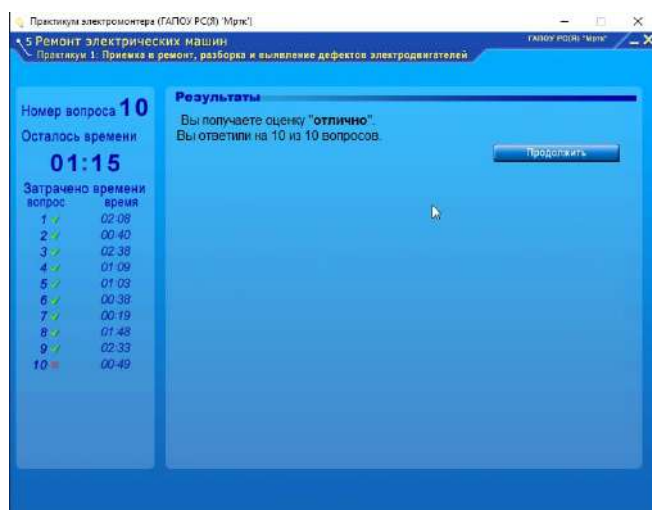 Практикум электромонтера (ГАПОУ РС(Я) "Мртк")
5 Ремонт электрических машин
ГАПОУ РС(Я) "Мртк"
Практикум 1: Приемка в ремонт, разборка и выявление дефектов электродвигателей
Номер вопроса 10
Осталось времени
01:15
Затрачено времени
вопрос время
1 02:08
2 00:40
3 02:38
4 01:09
5 01:03
6 00:38
7 00:19
8 01:48
9 02:33
10 00:49
Результаты
Вы получаете оценку "отлично".
Вы ответили на 10 из 10 вопросов.
Продолжить